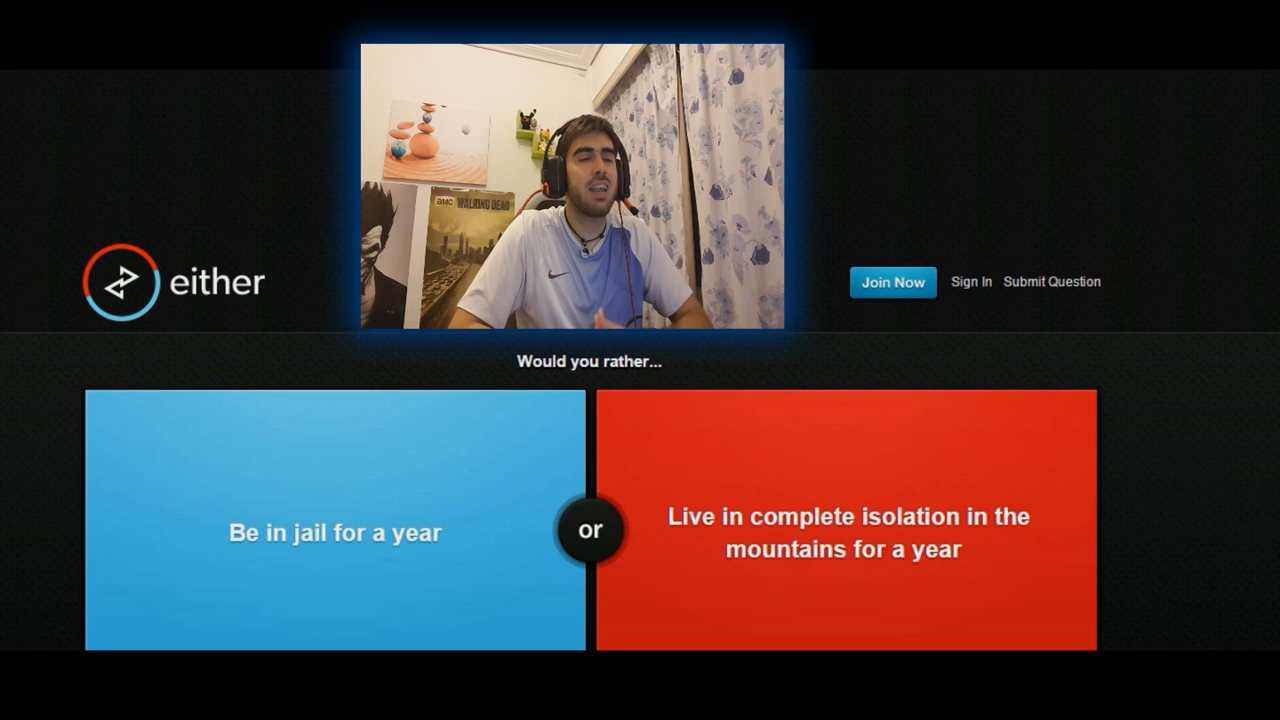 AMC WALKING DEAD
either
Join Now
Sign In
Submit Question
Would you rather...
Be in jail for a year
or
Live in complete isolation in the
mountains for a year